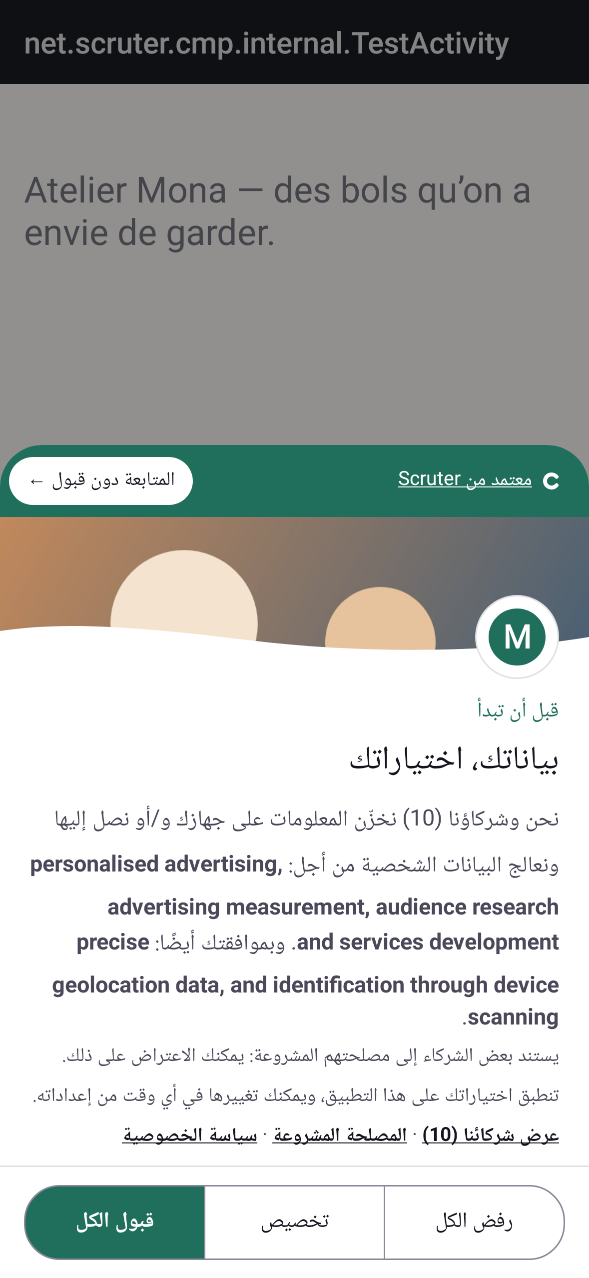 net.scruter.cmp.internal.TestActivity
Atelier Mona — des bols qu’on a
envie de garder.
معتمد من Scruter
المتابعة دون قبول ←
M
قبل أن تبدأ
بياناتك، اختياراتك
نحن وشركاؤنا (10) نخزّن المعلومات على جهازك و/أو نصل إليها
ونعالج البيانات الشخصية من أجل: personalised advertising,
advertising measurement, audience research
and services development. وبموافقتك أيضًا: precise
geolocation data, and identification through device
scanning.
يستند بعض الشركاء إلى مصلحتهم المشروعة: يمكنك الاعتراض على ذلك.
تنطبق اختياراتك على هذا التطبيق، ويمكنك تغييرها في أي وقت من إعداداته.
عرض شركائنا (10) · المصلحة المشروعة · سياسة الخصوصية
رفض الكل
تخصيص
قبول الكل